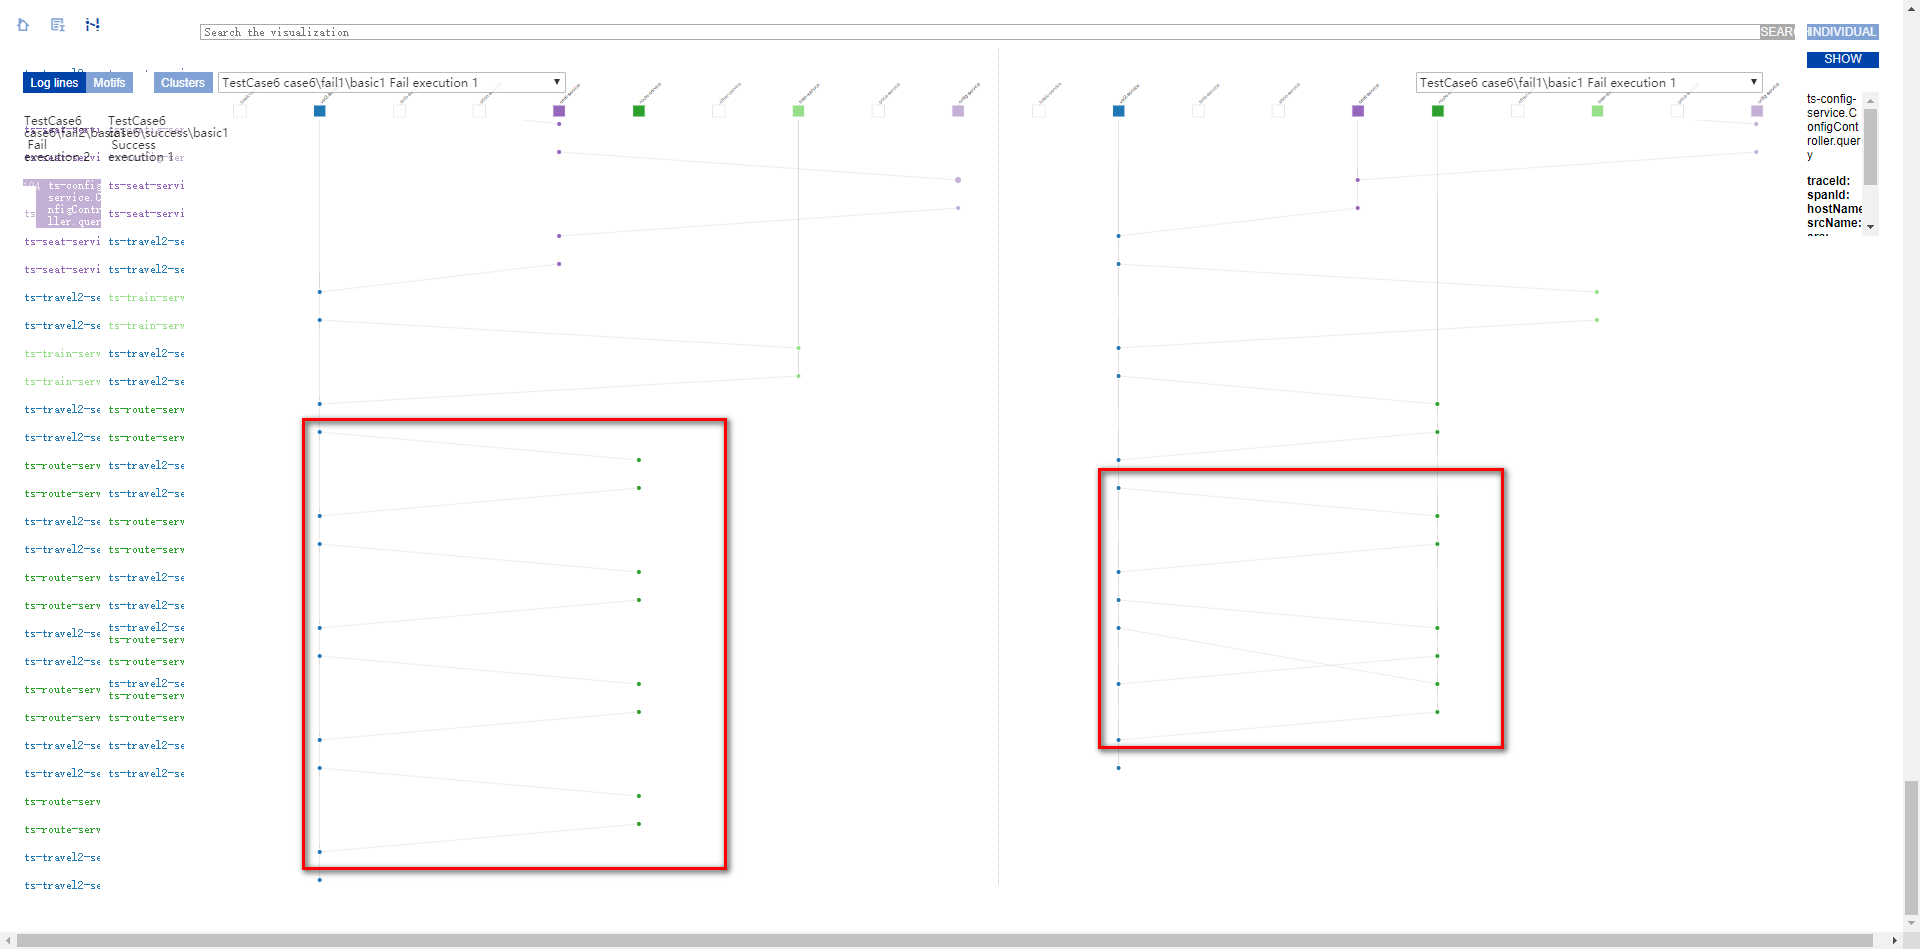 Search the visualization
SEAR
INDIVIDUAL
SHOW
Log lines
Motifs
Clusters
TestCase6 case6\fail1\basic1 Fail execution 1
TestCase6 case6\fail1\basic1 Fail execution 1
TestCase6
case6\fail2\basic1
Fail
execution 2
TestCase6
case6\success\basic1
Success
execution 1
ts-seat-servi
ts-seat-servi
ts-config
service.C
nfigCont
ller.quer
ts-seat-servi
ts-seat-servi
ts-travel2-se
ts-travel2-se
ts-train-serv
ts-train-serv
ts-travel2-se
ts-travel2-se
ts-route-serv
ts-route-serv
ts-travel2-se
ts-travel2-se
ts-route-serv
ts-route-serv
ts-travel2-se
ts-travel2-se
ts-route-serv
ts-route-serv
ts-travel2-se
ts-travel2-se
ts-route-serv
ts-route-serv
ts-travel2-se
ts-travel2-se
ts-seat-servi
ts-seat-servi
ts-travel2-se
ts-travel2-se
ts-train-serv
ts-train-serv
ts-travel2-se
ts-travel2-se
ts-route-serv
ts-route-serv
ts-travel2-se
ts-travel2-se
ts-route-serv
ts-route-serv
ts-travel2-se
ts-travel2-se
ts-travel2-se
ts-route-serv
ts-route-serv
ts-travel2-se
ts-route-serv
ts-route-serv
ts-travel2-se
ts-travel2-se
ts-config-
service.C
onfigCont
roller.quer
y
traceId:
spanId:
hostName
srcName: